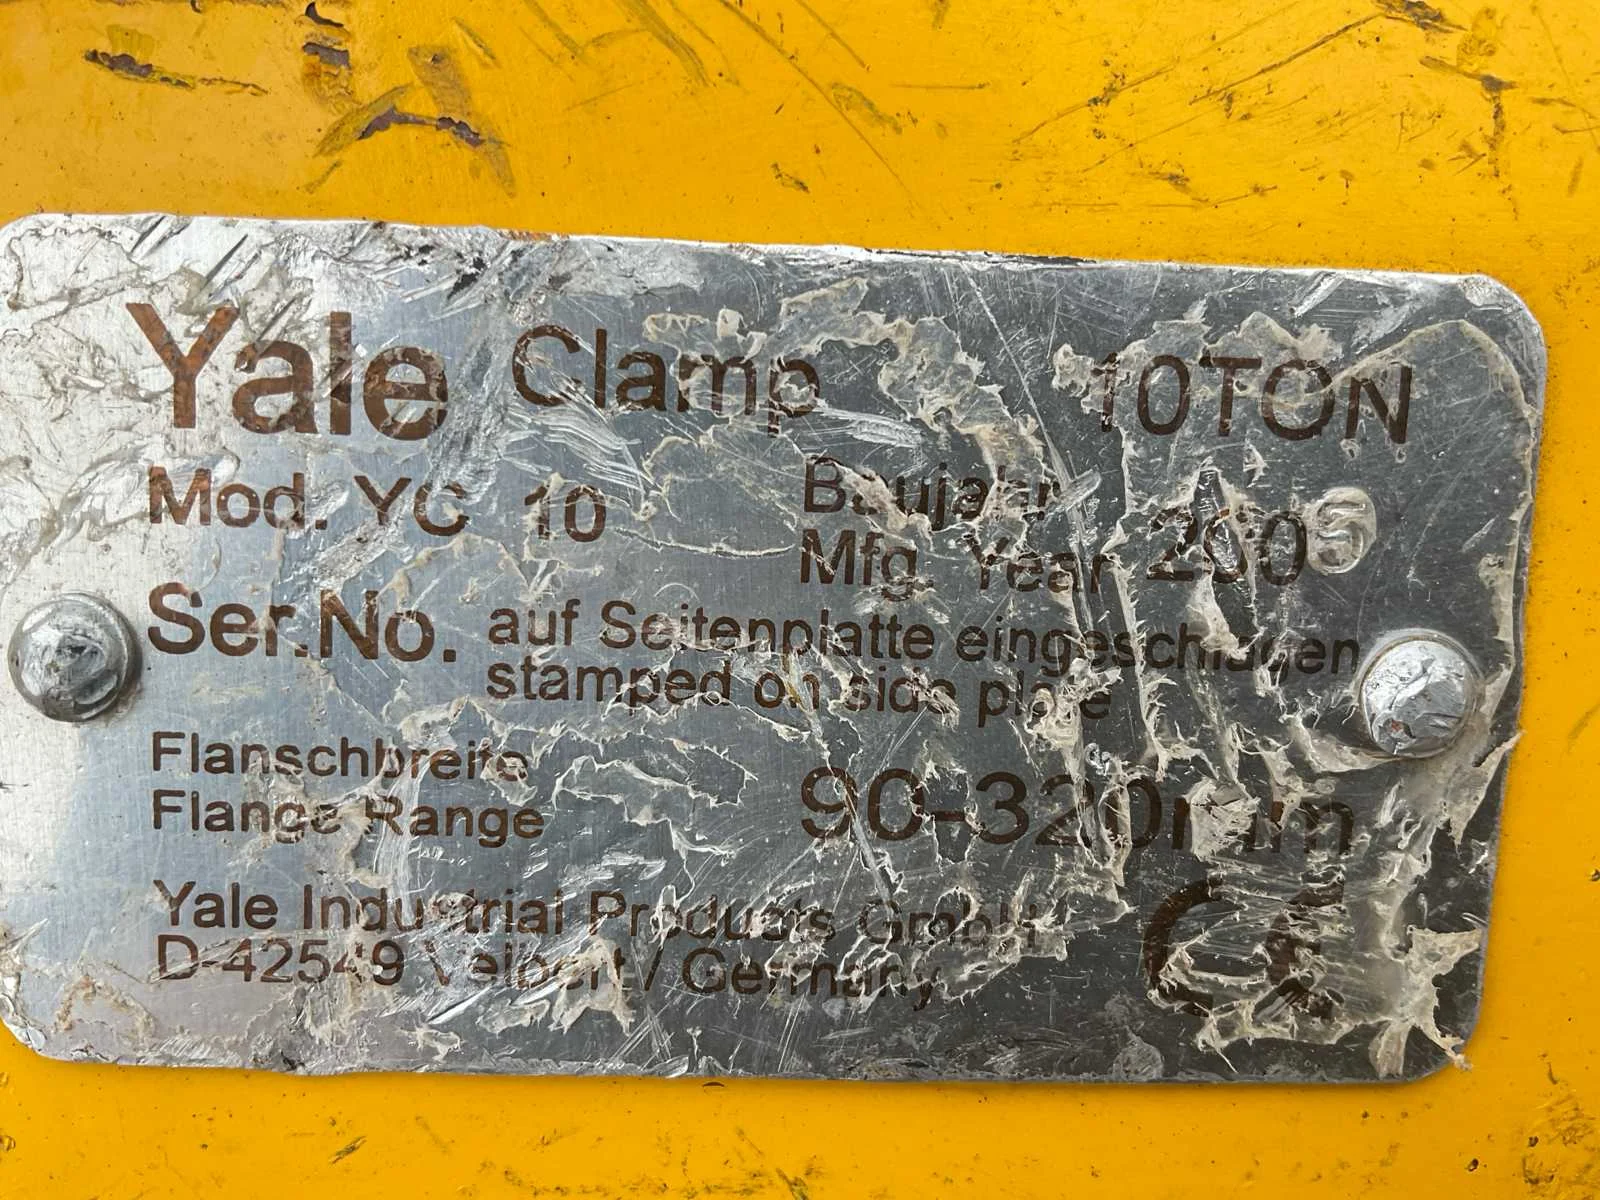 Yale Clamp 10TON
Mod. YC 10
Baujahr
Mfg. Year 2005
Ser.No. auf Seitenplatte eingeschlagen
stamped on side plate
Flanschbreite
Flange Range 90-320mm
Yale Industrial Products GmbH
D-42549 Velbert / Germany
CE